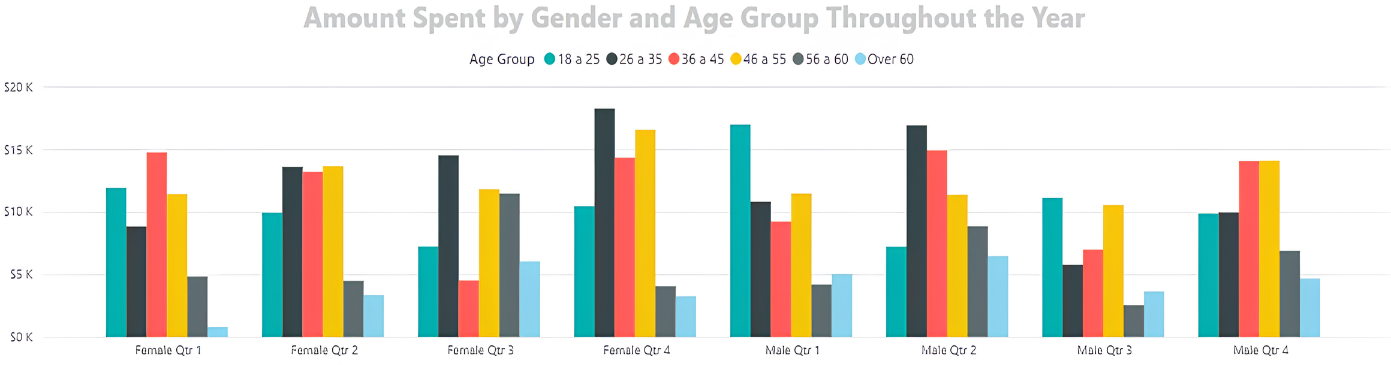 Amount Spent by Gender and Age Group Throughout the Year
Age Group 18 a 25 26 a 35 36 a 45 46 a 55 56 a 60 Over 60
$20 K
$15 K
$10 K
$5 K
$0 K
Female Qtr 1 Female Qtr 2 Female Qtr 3 Female Qtr 4 Male Qtr 1 Male Qtr 2 Male Qtr 3 Male Qtr 4